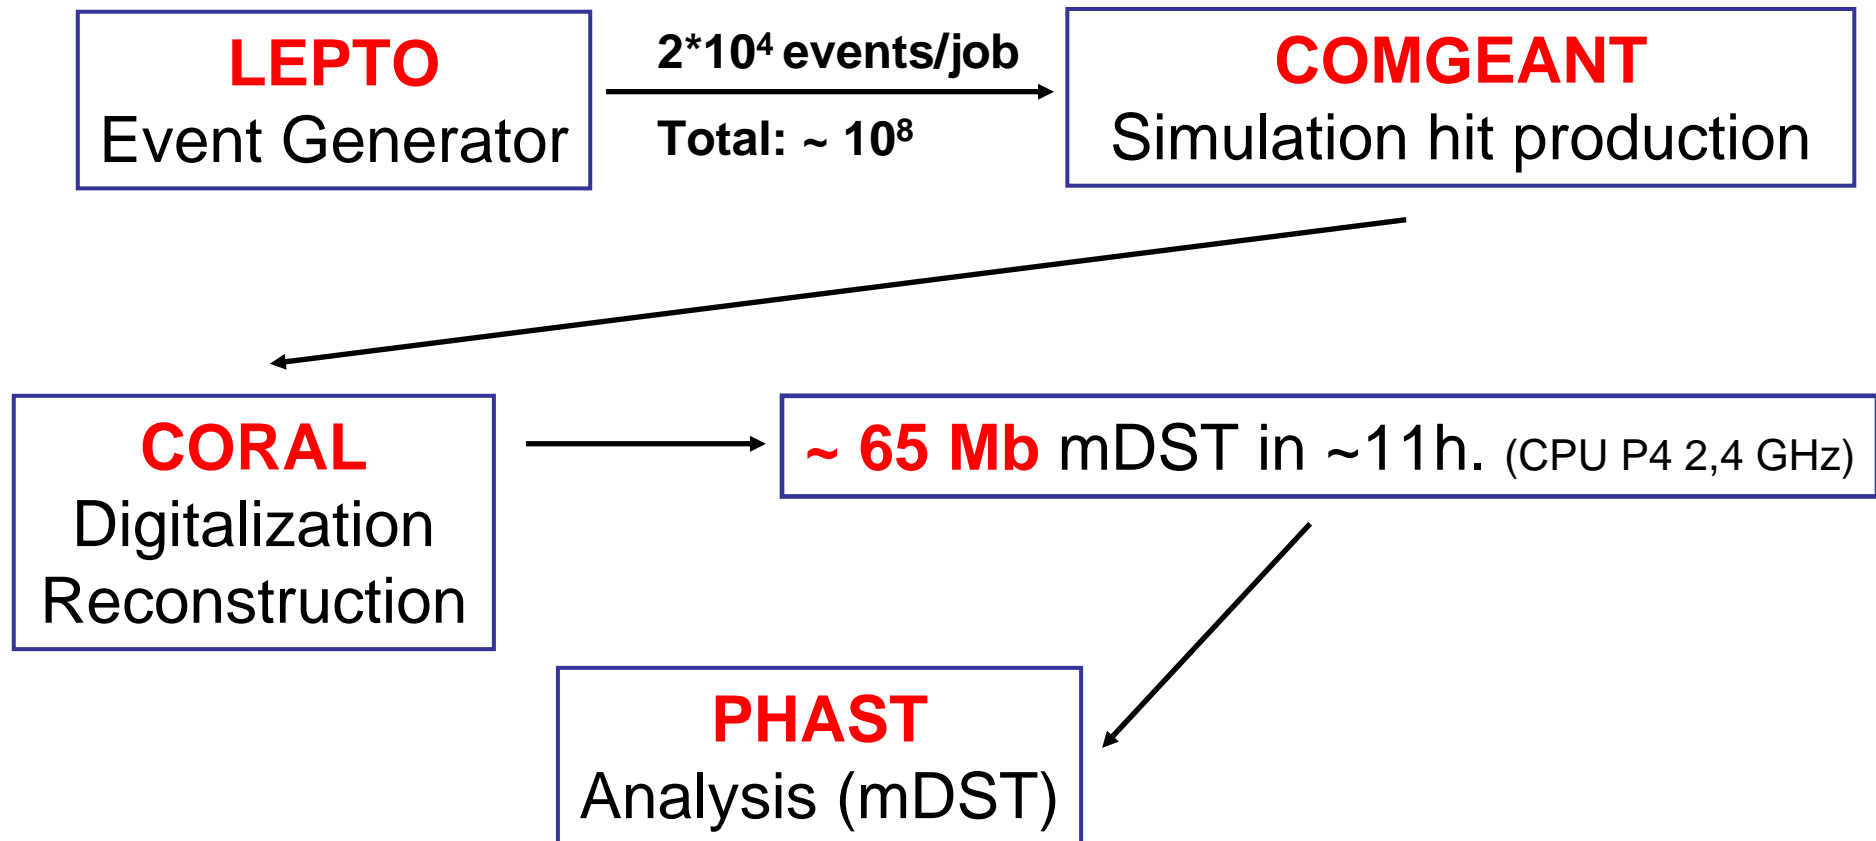 LEPTO
Event Generator
2*10⁴ events/job
Total: ~ 10⁸
COMGEANT
Simulation hit production
CORAL
Digitalization
Reconstruction
~ 65 Mb mDST in ~11h. (CPU P4 2,4 GHz)
PHAST
Analysis (mDST)